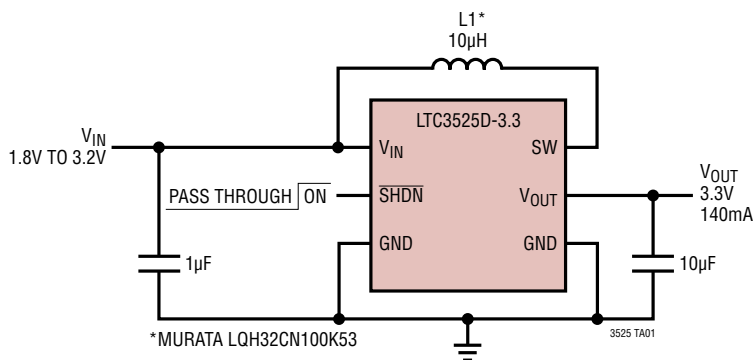 L1*
10µH
LTC3525D-3.3
VIN
1.8V TO 3.2V
VIN
SW
PASS THROUGH
ON
SHDN
VOUT
VOUT
3.3V
140mA
GND
GND
1µF
10µF
*MURATA LQH32CN100K53
3525 TA01